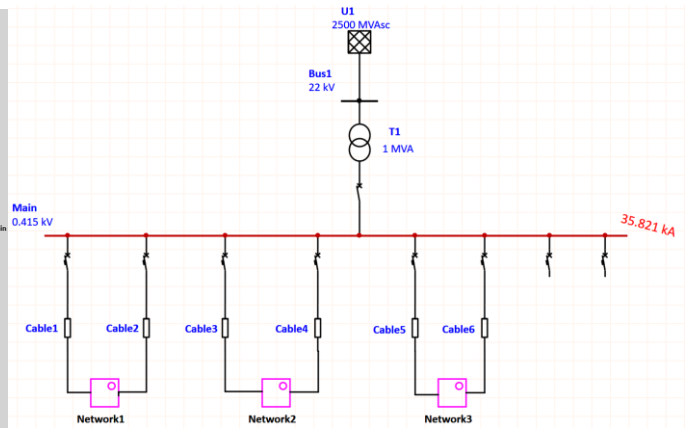 U1
2500 MVAsc
Bus1
22 kV
T1
1 MVA
Main
0.415 kV
in
35.821 kA
Cable1
Cable2
Cable3
Cable4
Cable5
Cable6
Network1
Network2
Network3